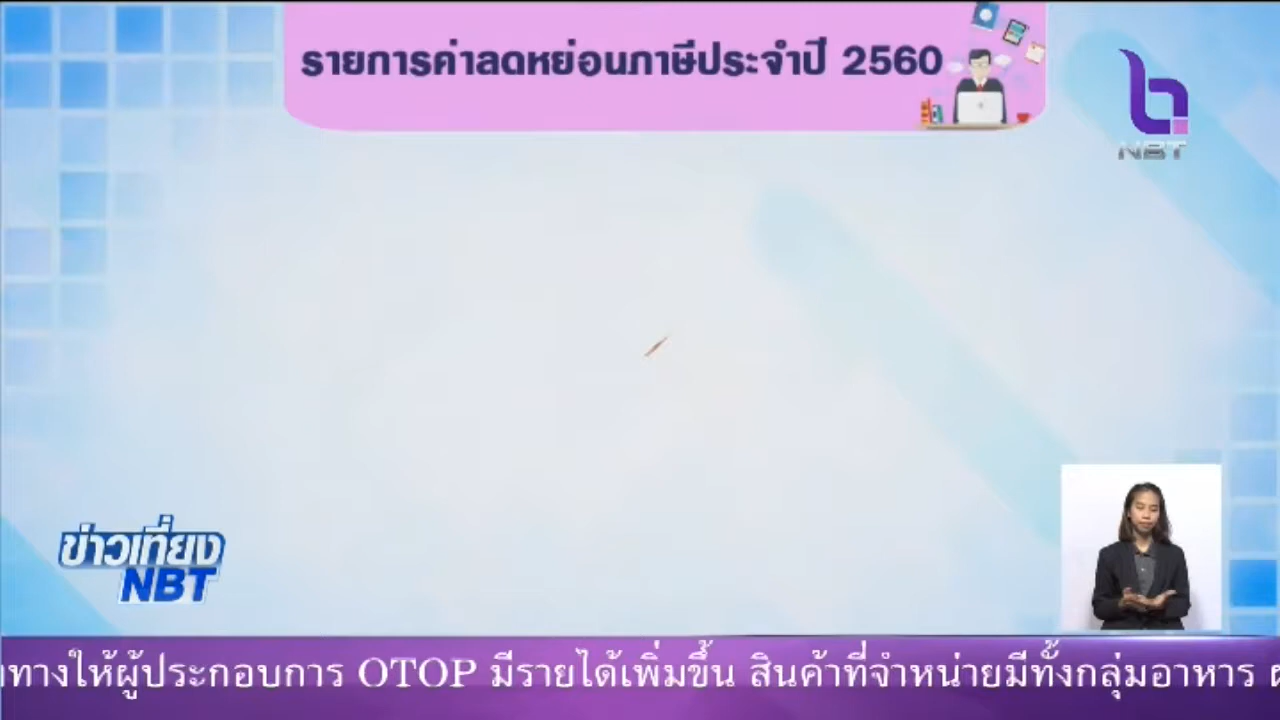 รายการค่าลดหย่อนภาษีประจำปี 2560
NBT
ข่าวเที่ยง
NBT
ทางให้ผู้ประกอบการ OTOP มีรายได้เพิ่มขึ้น สินค้าที่จำหน่ายมีทั้งกลุ่มอาหาร